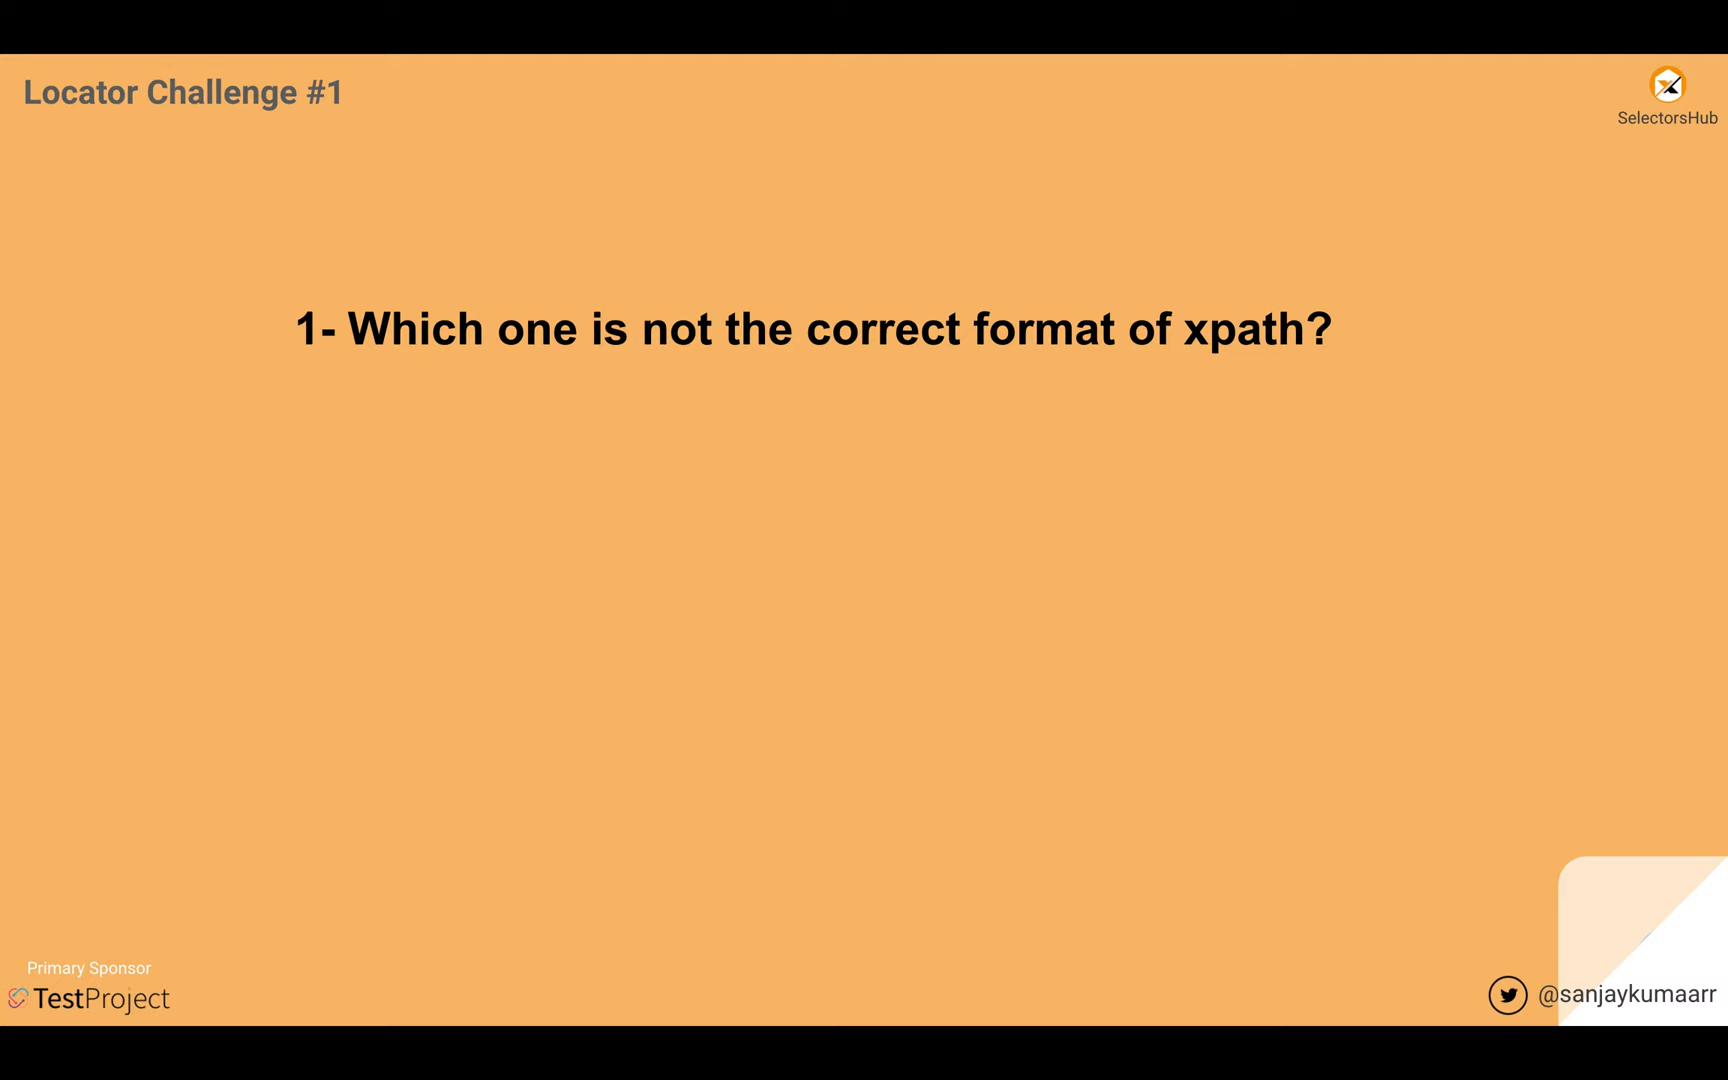 Locator Challenge #1
SelectorsHub
1- Which one is not the correct format of xpath?
Primary Sponsor
TestProject
@sanjaykumaarr